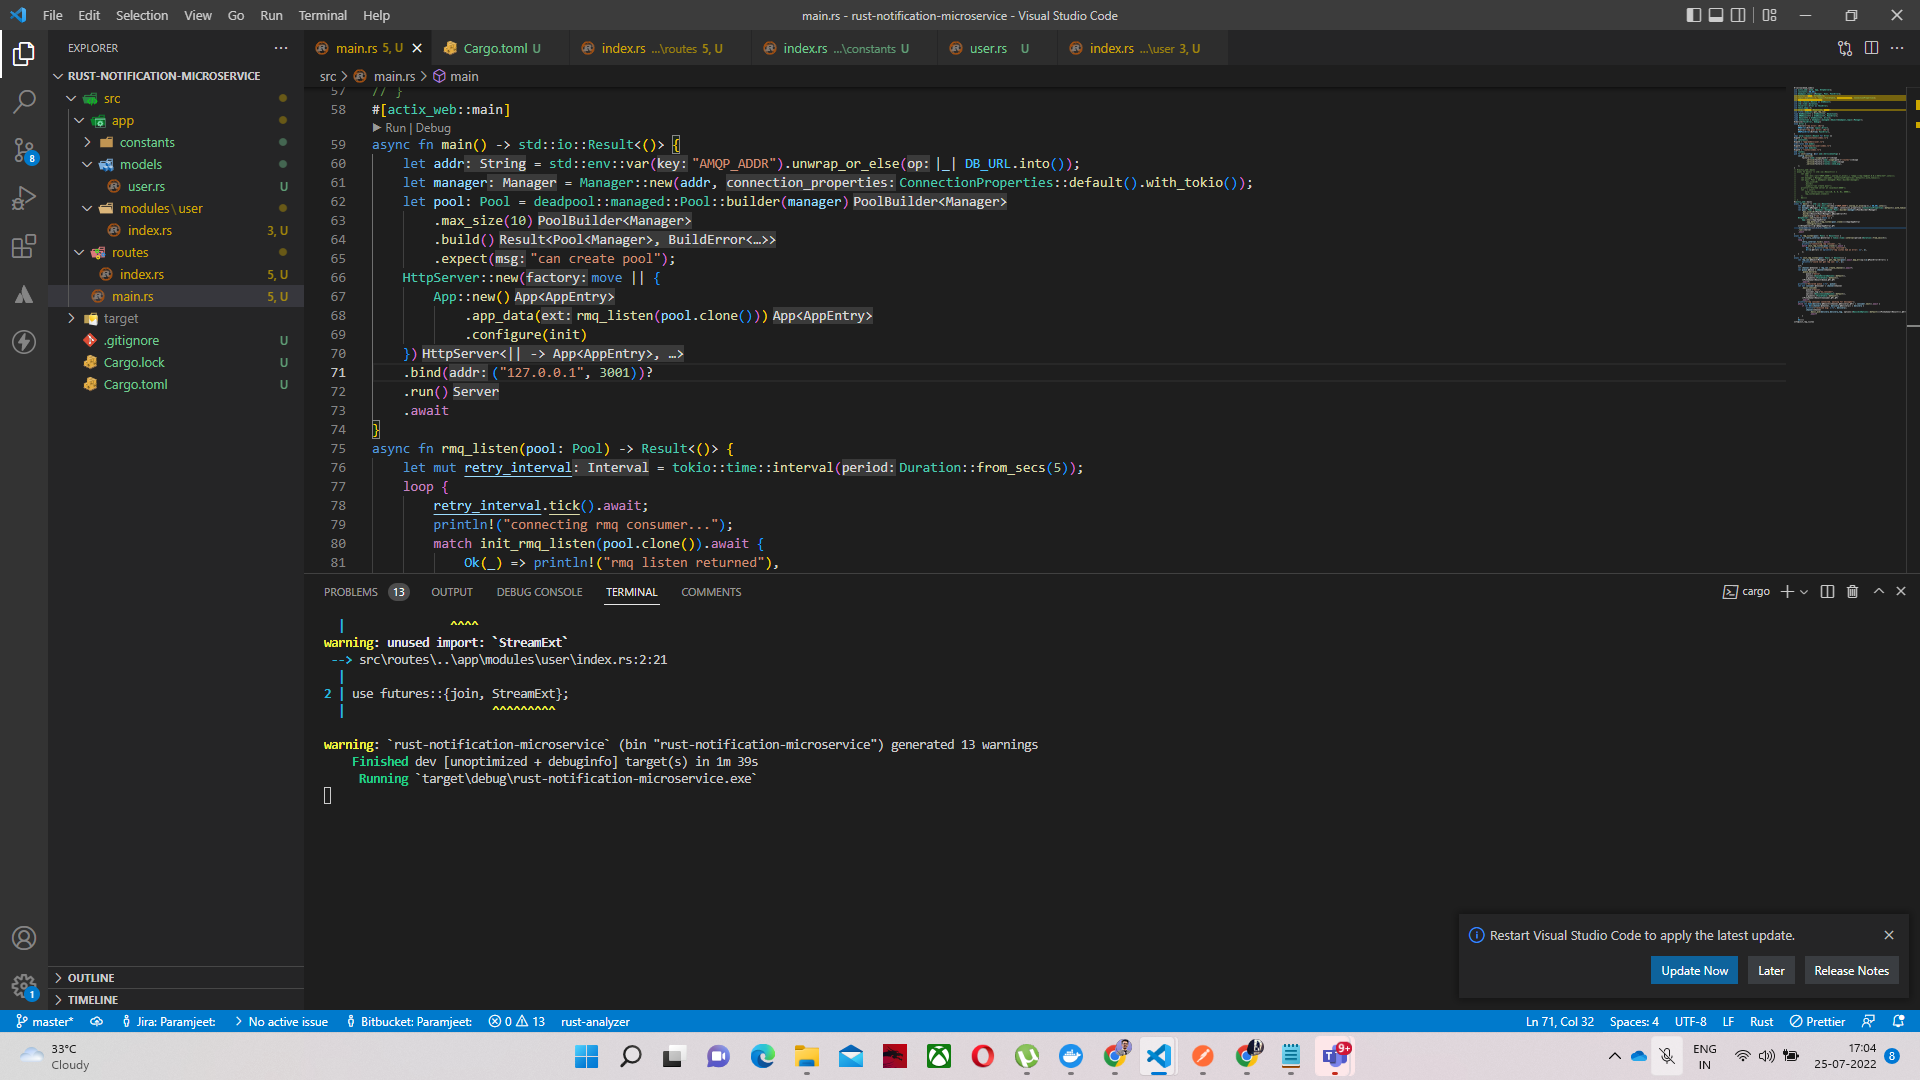 File Edit Selection View Go Run Terminal Help
main.rs - rust-notification-microservice - Visual Studio Code
EXPLORER
RUST-NOTIFICATION-MICROSERVICE
src
app
constants
models
user.rs U
modules\user
index.rs 3, U
routes
index.rs 5, U
main.rs 5, U
target
.gitignore U
Cargo.lock U
Cargo.toml U
OUTLINE
TIMELINE
main.rs 5, U
Cargo.toml U
index.rs ...\routes 5, U
index.rs ...\constants U
user.rs U
index.rs ...\user 3, U
src > main.rs > main
57 // }
58 #[actix_web::main]
Run | Debug
59 async fn main() -> std::io::Result<()> {
60 let addr: String = std::env::var(key: "AMQP_ADDR").unwrap_or_else(op: |_| DB_URL.into());
61 let manager: Manager = Manager::new(addr, connection_properties: ConnectionProperties::default().with_tokio());
62 let pool: Pool = deadpool::managed::Pool::builder(manager) PoolBuilder<Manager>
63 .max_size(10) PoolBuilder<Manager>
64 .build() Result<Pool<Manager>, BuildError<…>>
65 .expect(msg: "can create pool");
66 HttpServer::new(factory: move || {
67 App::new() App<AppEntry>
68 .app_data(ext: rmq_listen(pool.clone())) App<AppEntry>
69 .configure(init)
70 }) HttpServer<|| -> App<AppEntry>, …>
71 .bind(addr: ("127.0.0.1", 3001))?
72 .run() Server
73 .await
74 }
75 async fn rmq_listen(pool: Pool) -> Result<()> {
76 let mut retry_interval: Interval = tokio::time::interval(period: Duration::from_secs(5));
77 loop {
78 retry_interval.tick().await;
79 println!("connecting rmq consumer...");
80 match init_rmq_listen(pool.clone()).await {
81 Ok(_) => println!("rmq listen returned"),
PROBLEMS 13 OUTPUT DEBUG CONSOLE TERMINAL COMMENTS
cargo
| ^^^^
warning: unused import: `StreamExt`
--> src\routes\..\app\modules\user\index.rs:2:21
|
2 | use futures::{join, StreamExt};
| ^^^^^^^^^
warning: `rust-notification-microservice` (bin "rust-notification-microservice") generated 13 warnings
Finished dev [unoptimized + debuginfo] target(s) in 1m 39s
Running `target\debug\rust-notification-microservice.exe`
Restart Visual Studio Code to apply the latest update.
Update Now Later Release Notes
8
1
master* Jira: Paramjeet: No active issue Bitbucket: Paramjeet: 0 13 rust-analyzer
Ln 71, Col 32 Spaces: 4 UTF-8 LF Rust Prettier
33°C
Cloudy
9+
ENG
IN
17:04
25-07-2022
8